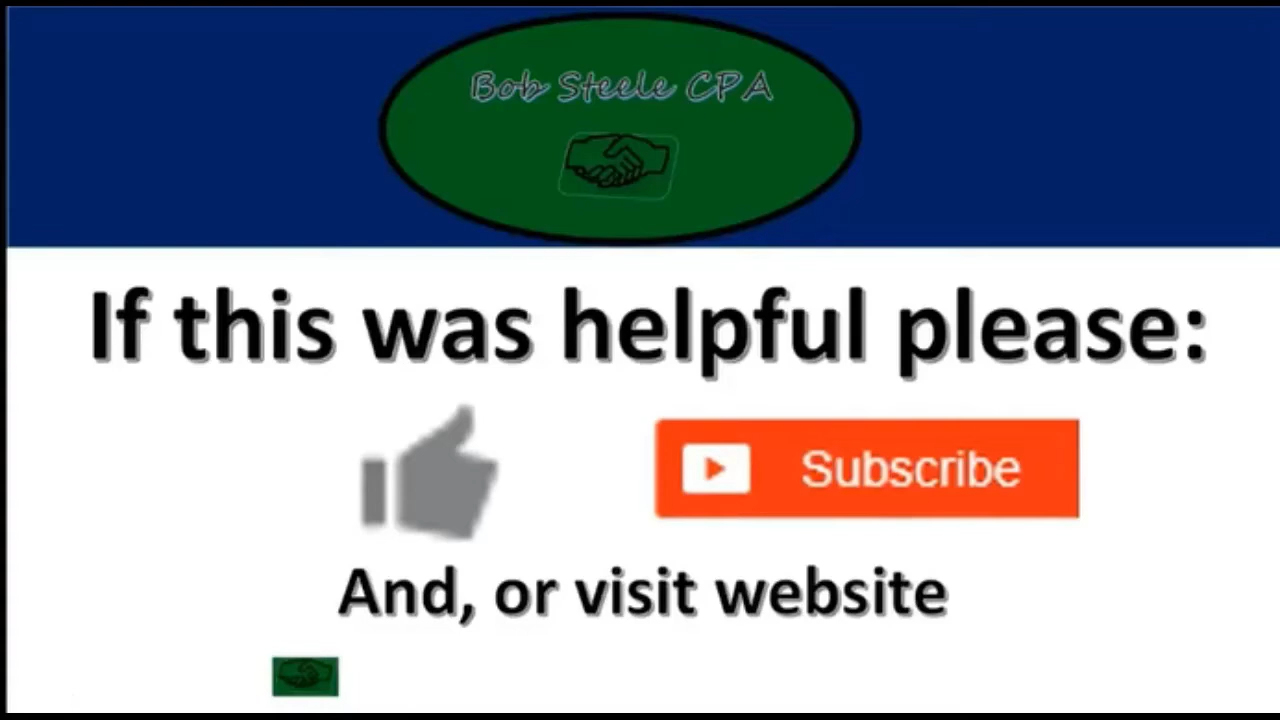 Bob Steele CPA
If this was helpful please:
Subscribe
And, or visit website